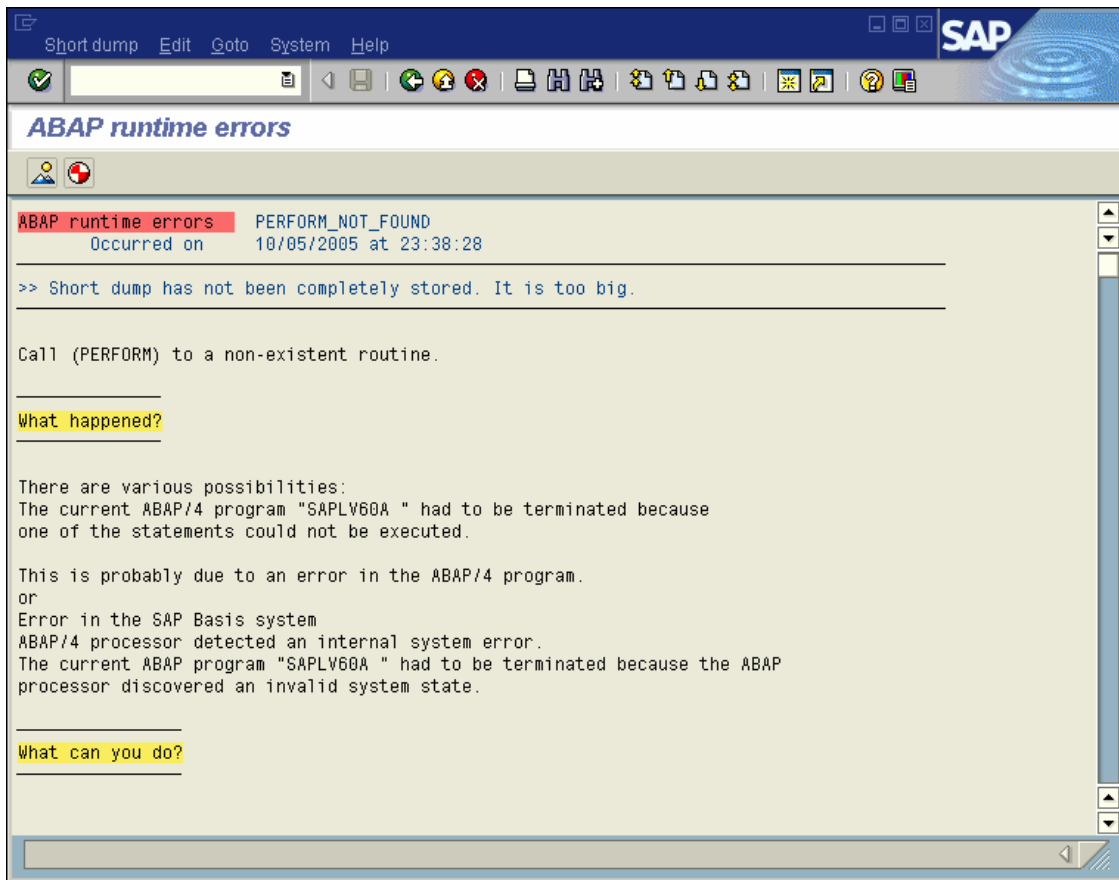 SAP
Short dump Edit Goto System Help
ABAP runtime errors
ABAP runtime errors PERFORM_NOT_FOUND
Occurred on 10/05/2005 at 23:38:28
>> Short dump has not been completely stored. It is too big.
Call (PERFORM) to a non-existent routine.
What happened?
There are various possibilities:
The current ABAP/4 program "SAPLV60A " had to be terminated because
one of the statements could not be executed.
This is probably due to an error in the ABAP/4 program.
or
Error in the SAP Basis system
ABAP/4 processor detected an internal system error.
The current ABAP program "SAPLV60A " had to be terminated because the ABAP
processor discovered an invalid system state.
What can you do?